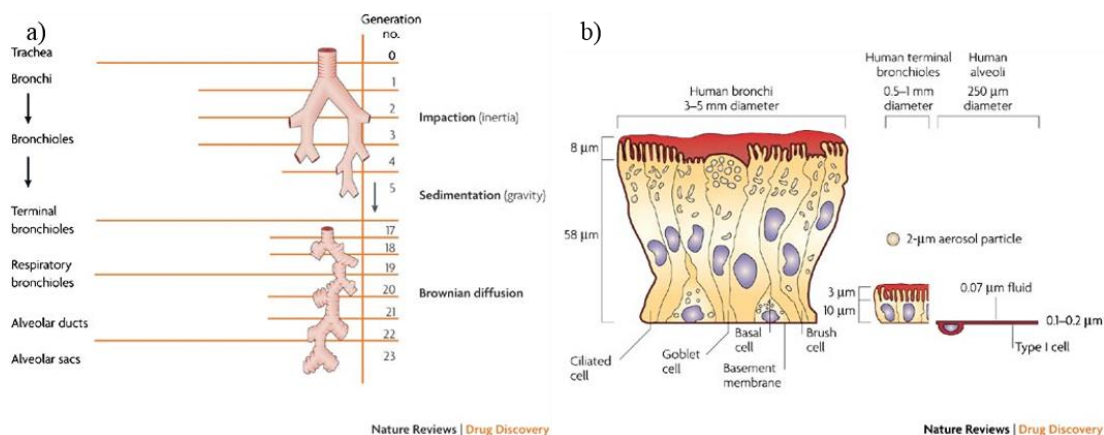 a)
Generation
no.
Trachea
0
Bronchi
1
2
Impaction (inertia)
Bronchioles
3
4
5
Sedimentation (gravity)
Terminal
bronchioles
17
18
Respiratory
bronchioles
19
20
Brownian diffusion
21
Alveolar ducts
22
Alveolar sacs
23
Nature Reviews | Drug Discovery
b)
Human terminal
bronchioles
0.5–1 mm
diameter
Human
alveoli
250 µm
diameter
Human bronchi
3–5 mm diameter
8 µm
58 µm
2-µm aerosol particle
3 µm
10 µm
0.07 µm fluid
0.1–0.2 µm
Type I cell
Ciliated
cell
Goblet
cell
Basal
cell
Basement
membrane
Brush
cell
Nature Reviews | Drug Discovery